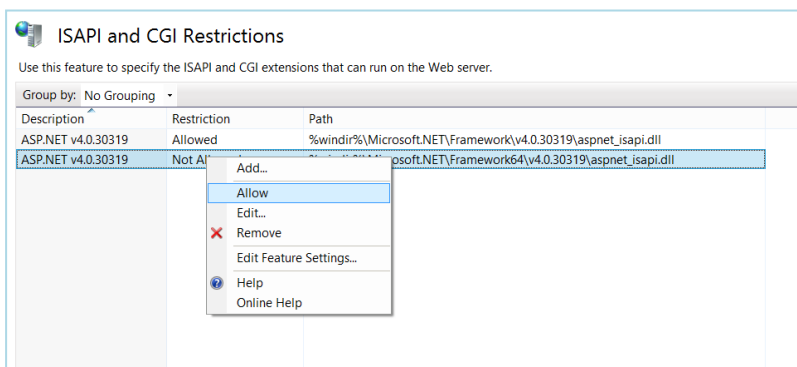 ISAPI and CGI Restrictions
Use this feature to specify the ISAPI and CGI extensions that can run on the Web server.
Group by: No Grouping
Description Restriction Path
ASP.NET v4.0.30319 Allowed %windir%\Microsoft.NET\Framework\v4.0.30319\aspnet_isapi.dll
ASP.NET v4.0.30319 Not \Microsoft.NET\Framework64\v4.0.30319\aspnet_isapi.dll
Add...
Allow
Edit...
Remove
Edit Feature Settings...
Help
Online Help